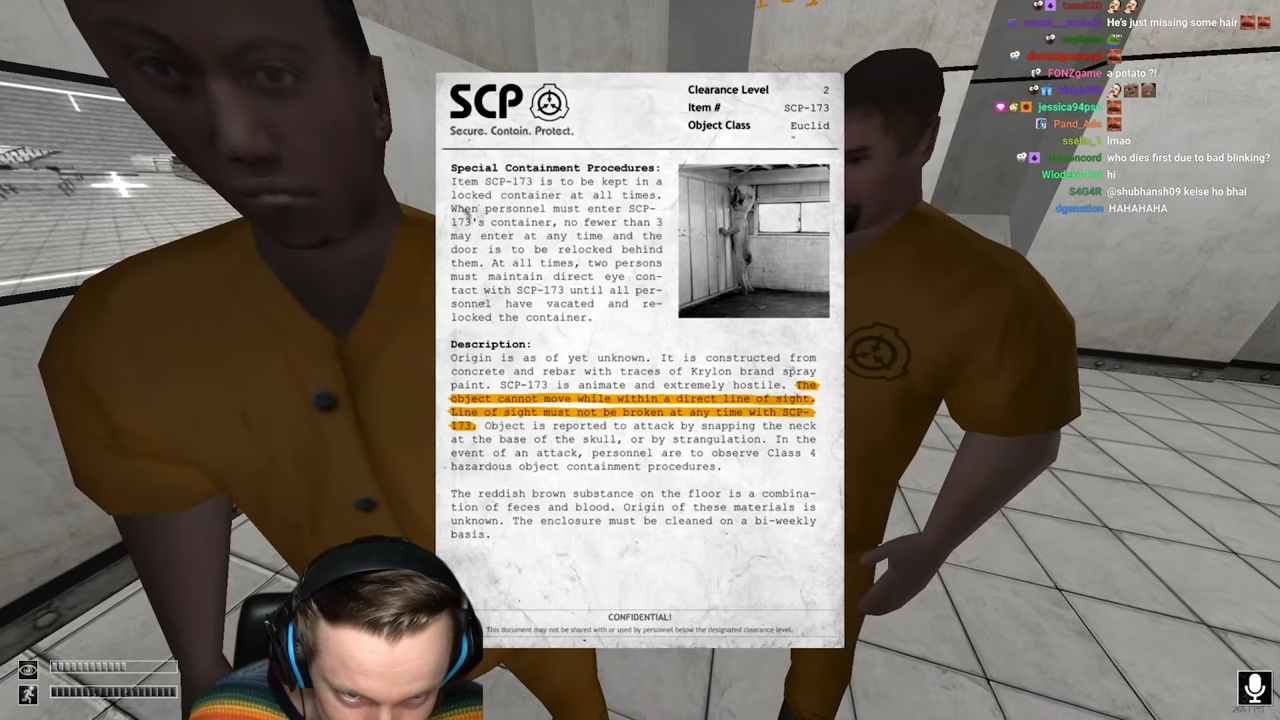 SCP
Secure. Contain. Protect.
Clearance Level 2
Item # SCP-173
Object Class Euclid
Special Containment Procedures:
Item SCP-173 is to be kept in a
locked container at all times.
When personnel must enter SCP-
173's container, no fewer than 3
may enter at any time and the
door is to be relocked behind
them. At all times, two persons
must maintain direct eye con-
tact with SCP-173 until all per-
sonnel have vacated and re-
locked the container.
Description:
Origin is as of yet unknown. It is constructed from
concrete and rebar with traces of Krylon brand spray
paint. SCP-173 is animate and extremely hostile. The
object cannot move while within a direct line of sight.
Line of sight must not be broken at any time with SCP-
173. Object is reported to attack by snapping the neck
at the base of the skull, or by strangulation. In the
event of an attack, personnel are to observe Class 4
hazardous object containment procedures.
The reddish brown substance on the floor is a combina-
tion of feces and blood. Origin of these materials is
unknown. The enclosure must be cleaned on a bi-weekly
basis.
CONFIDENTIAL!
This document may not be shared with or used by personnel below the designated clearance level.
He's just missing some hair
FONZgame a potato ?!
jessica94psa
Pand_Ado
lmao
who dies first due to bad blinking?
hi
S4G4R @shubhansh09 keise ho bhai
dgenation HAHAHAHA